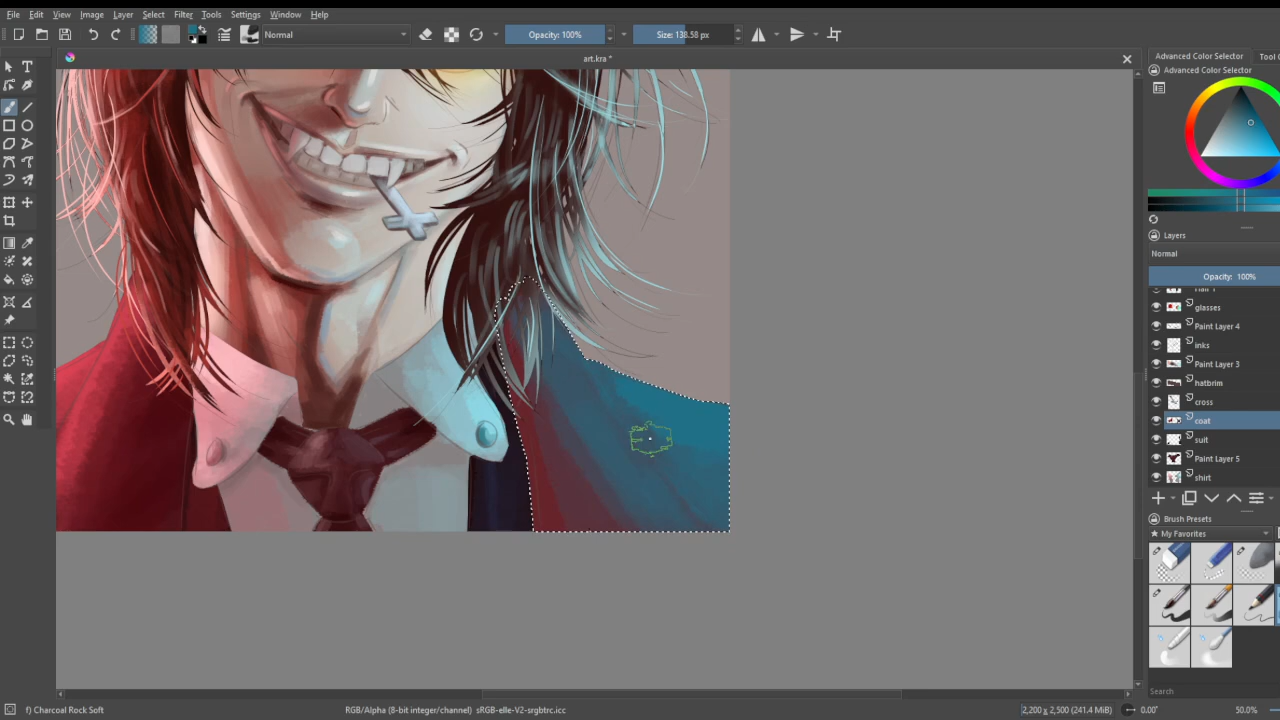 File Edit View Image Layer Select Filter Tools Settings Window Help
Normal Opacity: 100% Size: 138.58 px
art.kra *
Advanced Color Selector Tool
Advanced Color Selector
Layers
Normal
Opacity: 100%
glasses
Paint Layer 4
inks
Paint Layer 3
hatbrim
cross
coat
suit
Paint Layer 5
shirt
Brush Presets
★ My Favorites
Search
f) Charcoal Rock Soft RGB/Alpha (8-bit integer/channel) sRGB-elle-V2-srgbtrc.icc 2,200 x 2,500 (241.4 MiB) 0.00° 50.0%